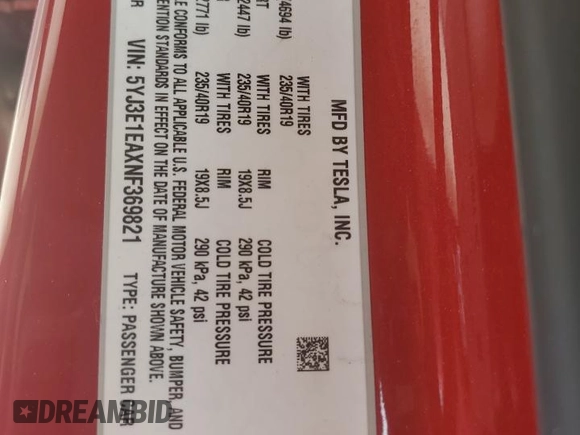 MFD BY TESLA, INC.
4694 lb)
WITH TIRES
235/40R19
2447 lb)
WITH TIRES
235/40R19
RIM
19X8.5J
COLD TIRE PRESSURE
290 kPa, 42 psi
2771 lb)
235/40R19
RIM
19X8.5J
COLD TIRE PRESSURE
290 kPa, 42 psi
LE CONFORMS TO ALL APPLICABLE U.S. FEDERAL MOTOR VEHICLE SAFETY, BUMPER, AND
ENTION STANDARDS IN EFFECT ON THE DATE OF MANUFACTURE SHOWN ABOVE.
VIN: 5YJ3E1EAXNF369821
TYPE: PASSENGER CAR
DREAMBID